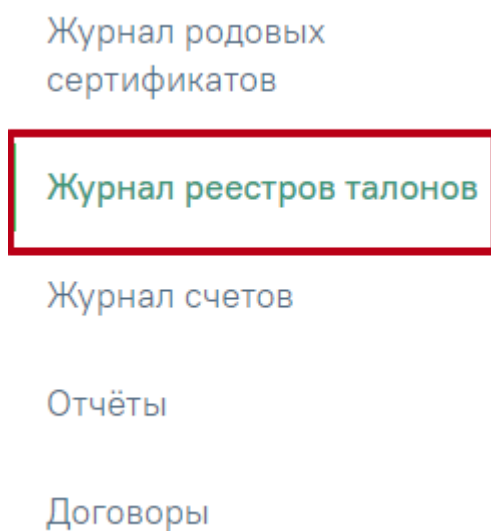 Журнал родовых
сертификатов
Журнал реестров талонов
Журнал счетов
Отчёты
Договоры